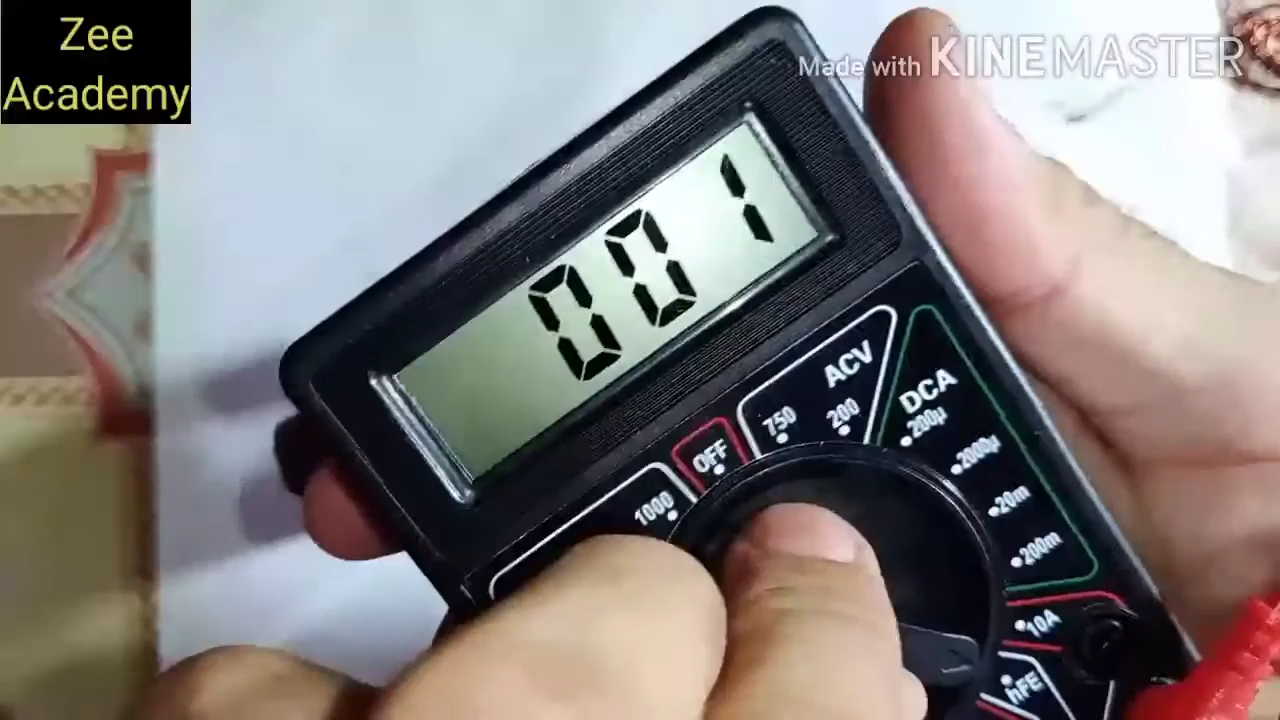 Zee
Academy
Made with KINEMASTER
001
ACV
750
200
DCA
200µ
2000µ
20m
200m
OFF
1000
10A
hFE